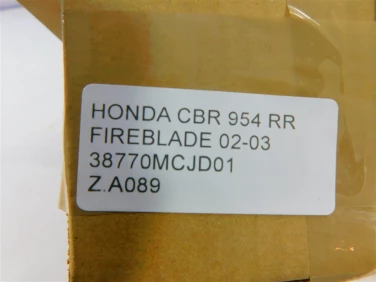 HONDA CBR 954 RR
FIREBLADE 02-03
38770MCJD01
Z.A089